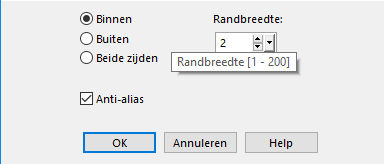 Binnen
Randbreedte:
Buiten
2
Beide zijden
Randbreedte [1 - 200]
Anti-alias
OK
Annuleren
Help